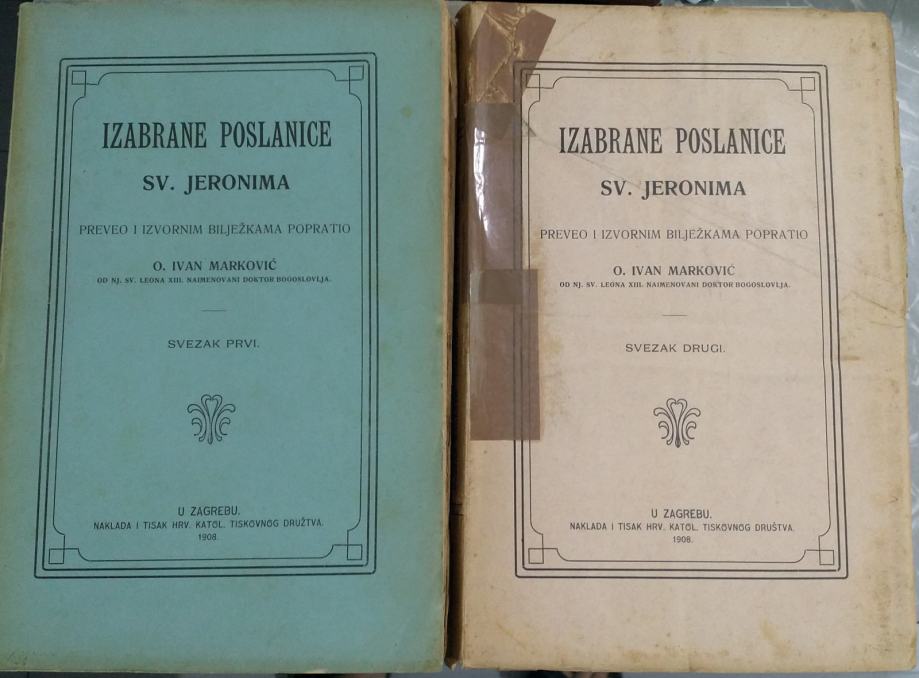 IZABRANE POSLANICE
SV. JERONIMA
PREVEO I IZVORNIM BILJEŽKAMA POPRATIO
O. IVAN MARKOVIĆ
OD NJ. SV. LEONA XIII. NAIMENOVANI DOKTOR BOGOSLOVLJA.
SVEZAK PRVI.
U ZAGREBU.
NAKLADA I TISAK HRV. KATOL. TISKOVNOG DRUŽTVA.
1908.
IZABRANE POSLANICE
SV. JERONIMA
PREVEO I IZVORNIM BILJEŽKAMA POPRATIO
O. IVAN MARKOVIĆ
OD NJ. SV. LEONA XIII. NAIMENOVANI DOKTOR BOGOSLOVLJA.
SVEZAK DRUGI.
U ZAGREBU.
NAKLADA I TISAK HRV. KATOL. TISKOVNOG DRUŠTVA.
1908.